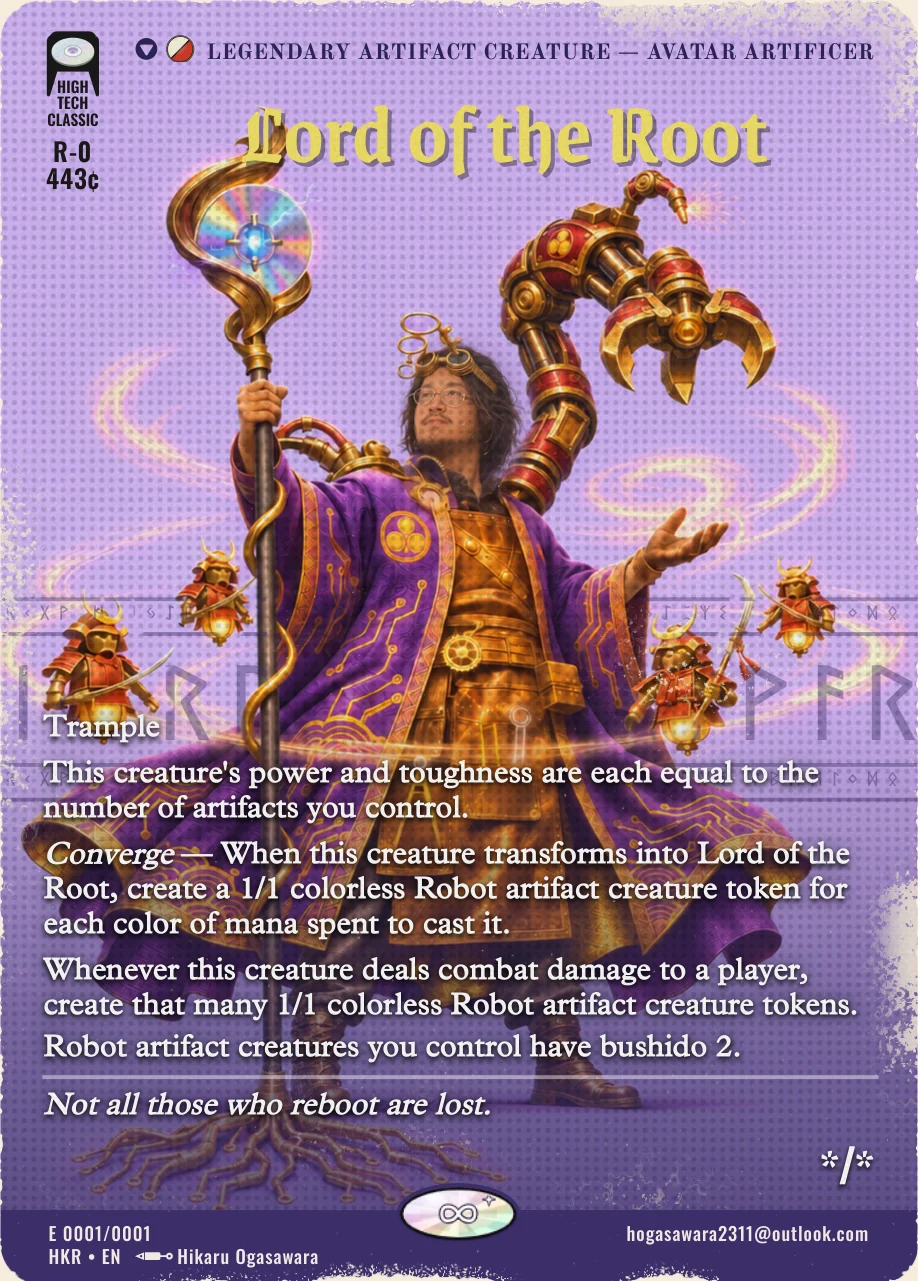 LEGENDARY ARTIFACT CREATURE — AVATAR ARTIFICER
HIGH
TECH
CLASSIC
R-0
443¢
Lord of the Root
Trample
This creature's power and toughness are each equal to the
number of artifacts you control.
Converge — When this creature transforms into Lord of the
Root, create a 1/1 colorless Robot artifact creature token for
each color of mana spent to cast it.
Whenever this creature deals combat damage to a player,
create that many 1/1 colorless Robot artifact creature tokens.
Robot artifact creatures you control have bushido 2.
Not all those who reboot are lost.
*/*
E 0001/0001
HKR • EN Hikaru Ogasawara
hogasawara2311@outlook.com